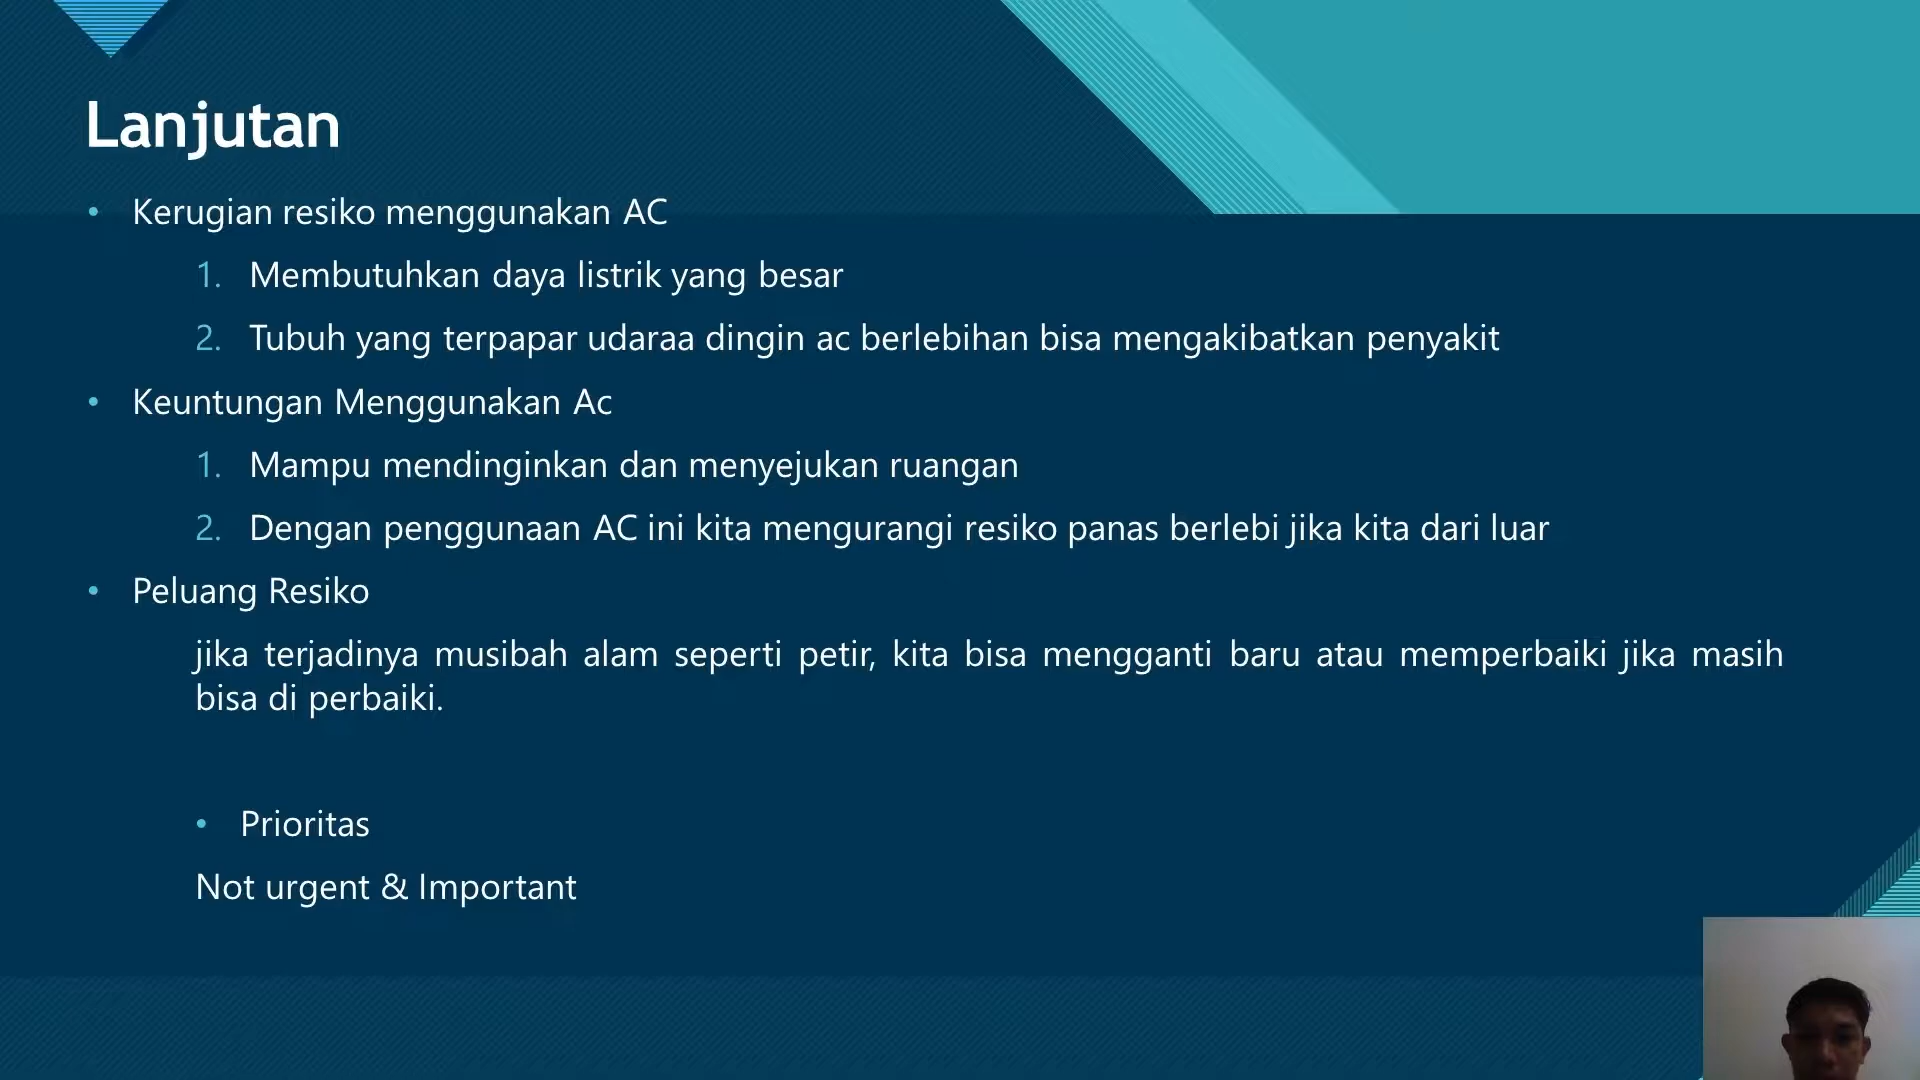 Lanjutan
• Kerugian resiko menggunakan AC
1. Membutuhkan daya listrik yang besar
2. Tubuh yang terpapar udaraa dingin ac berlebihan bisa mengakibatkan penyakit
• Keuntungan Menggunakan Ac
1. Mampu mendinginkan dan menyejukan ruangan
2. Dengan penggunaan AC ini kita mengurangi resiko panas berlebi jika kita dari luar
• Peluang Resiko
jika terjadinya musibah alam seperti petir, kita bisa mengganti baru atau memperbaiki jika masih
bisa di perbaiki.
• Prioritas
Not urgent & Important